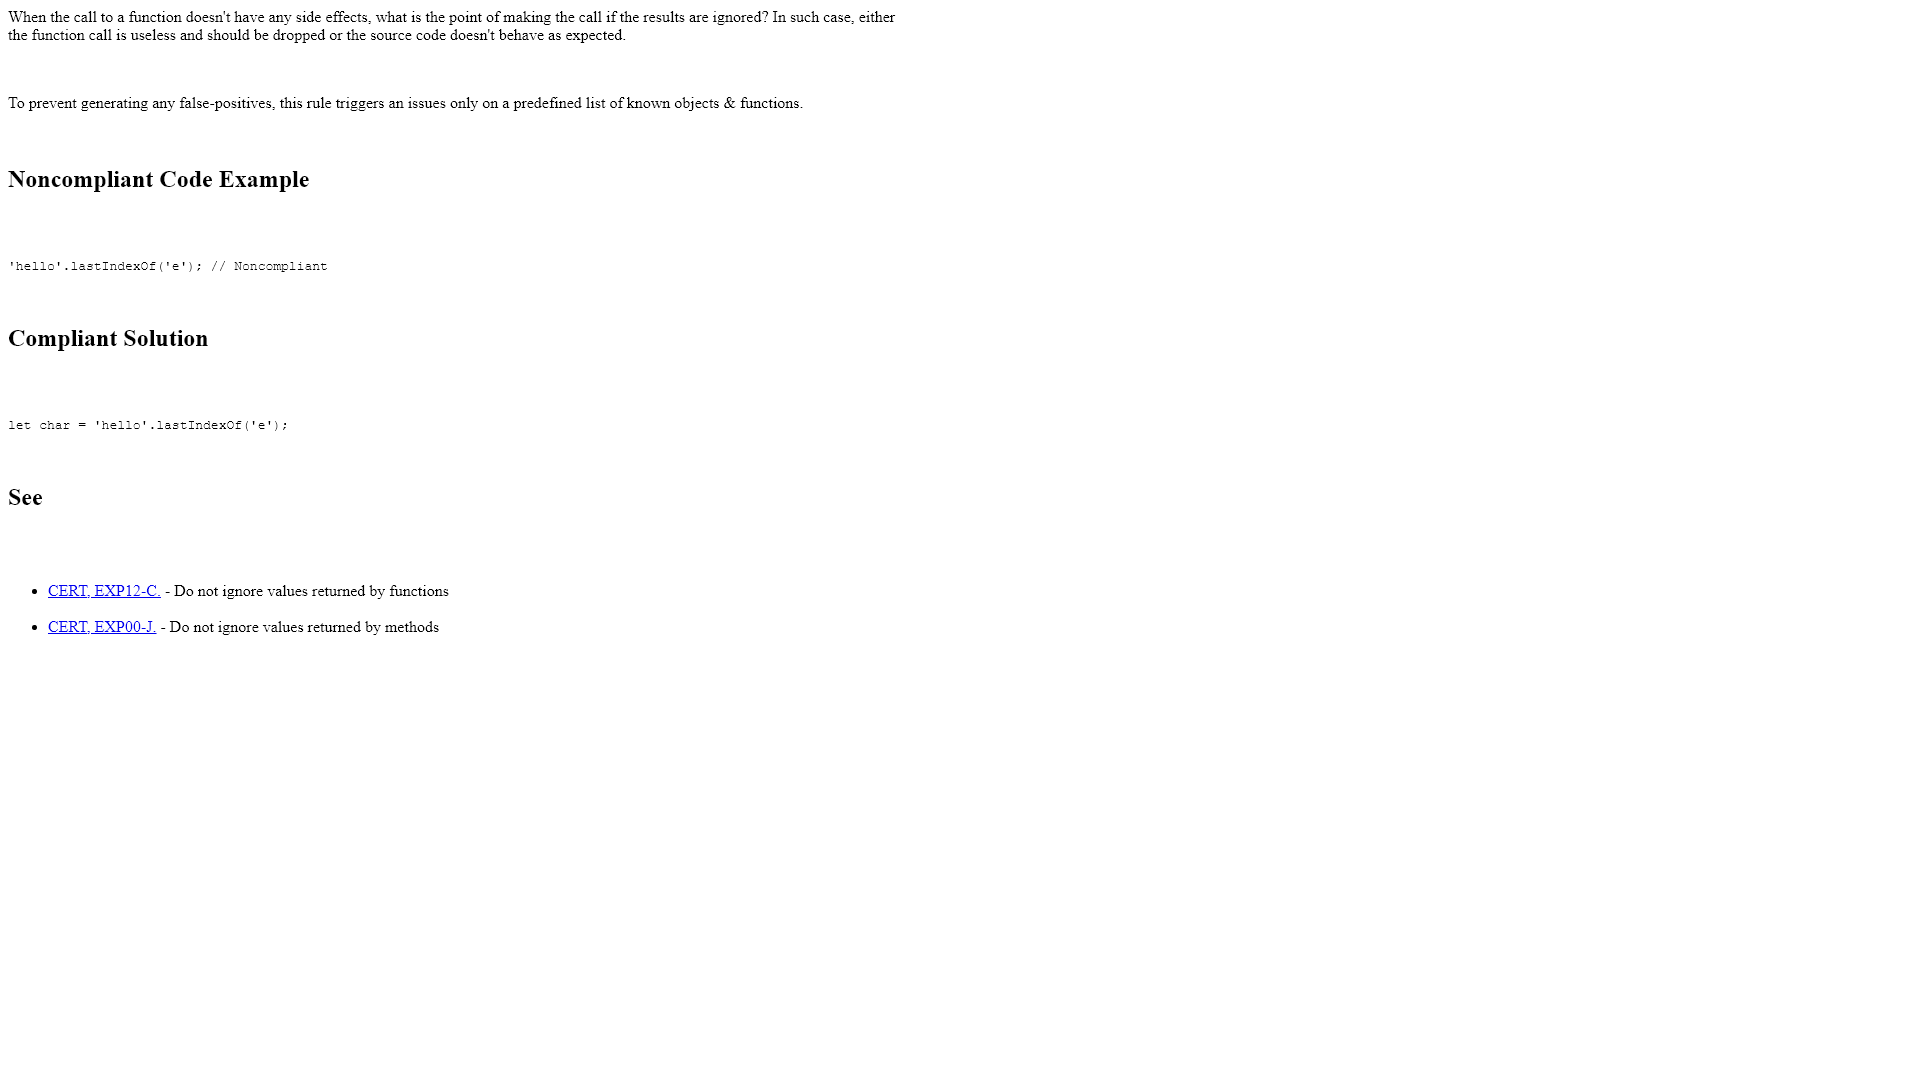 When the call to a function doesn't have any side effects, what is the point of making the call if the results are ignored? In such case, either
the function call is useless and should be dropped or the source code doesn't behave as expected.
To prevent generating any false-positives, this rule triggers an issues only on a predefined list of known objects & functions.
Noncompliant Code Example
'hello'.lastIndexOf('e'); // Noncompliant
Compliant Solution
let char = 'hello'.lastIndexOf('e');
See
• CERT, EXP12-C. - Do not ignore values returned by functions
• CERT, EXP00-J. - Do not ignore values returned by methods